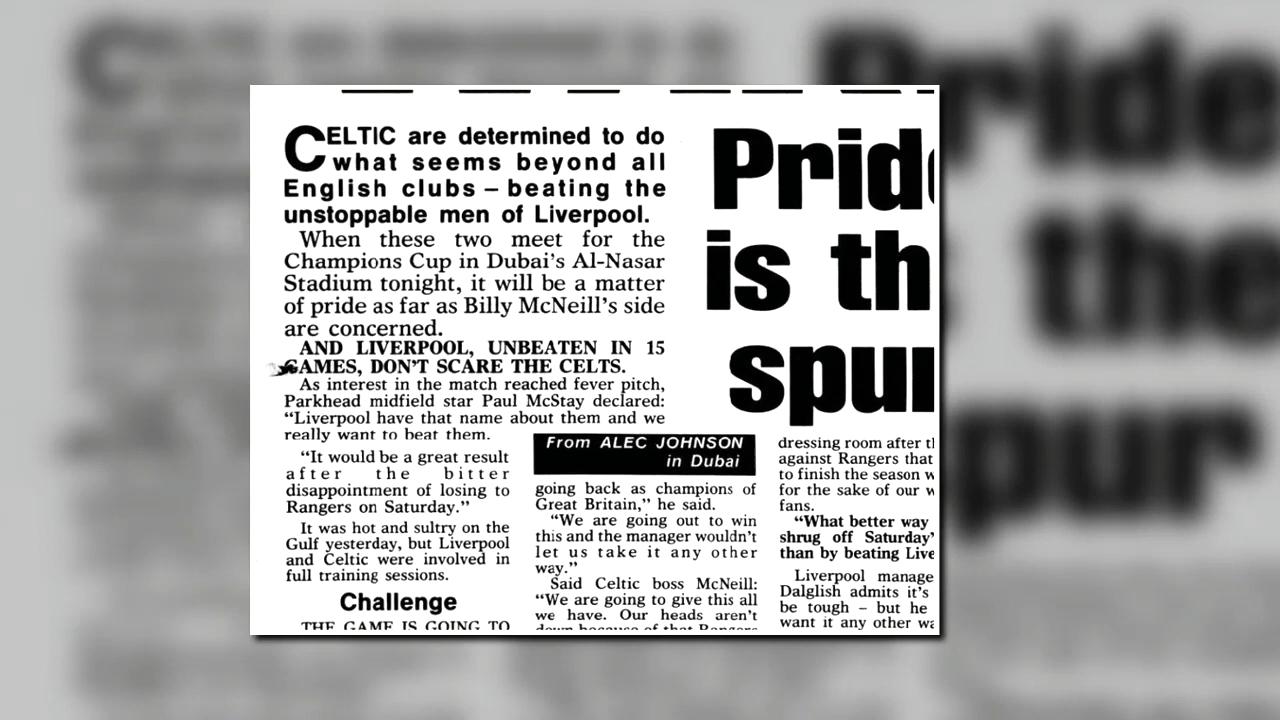 CELTIC are determined to do
what seems beyond all
English clubs – beating the
unstoppable men of Liverpool.
When these two meet for the
Champions Cup in Dubai's Al-Nasar
Stadium tonight, it will be a matter
of pride as far as Billy McNeill's side
are concerned.
AND LIVERPOOL, UNBEATEN IN 15
GAMES, DON'T SCARE THE CELTS.
As interest in the match reached fever pitch,
Parkhead midfield star Paul McStay declared:
"Liverpool have that name about them and we
really want to beat them.
"It would be a great result
after the bitter
disappointment of losing to
Rangers on Saturday."
It was hot and sultry on the
Gulf yesterday, but Liverpool
and Celtic were involved in
full training sessions.
Challenge
THE GAME IS GOING TO
Pride
is the
spur
From ALEC JOHNSON
in Dubai
going back as champions of
Great Britain," he said.
"We are going out to win
this and the manager wouldn't
let us take it any other
way."
Said Celtic boss McNeill:
"We are going to give this all
we have. Our heads aren't
down because of that Rangers
dressing room after
against Rangers that
to finish the season
for the sake of our
fans.
"What better way
shrug off Saturday'
than by beating
Liverpool
Dalglish admits it's
be tough – but he
want it any other